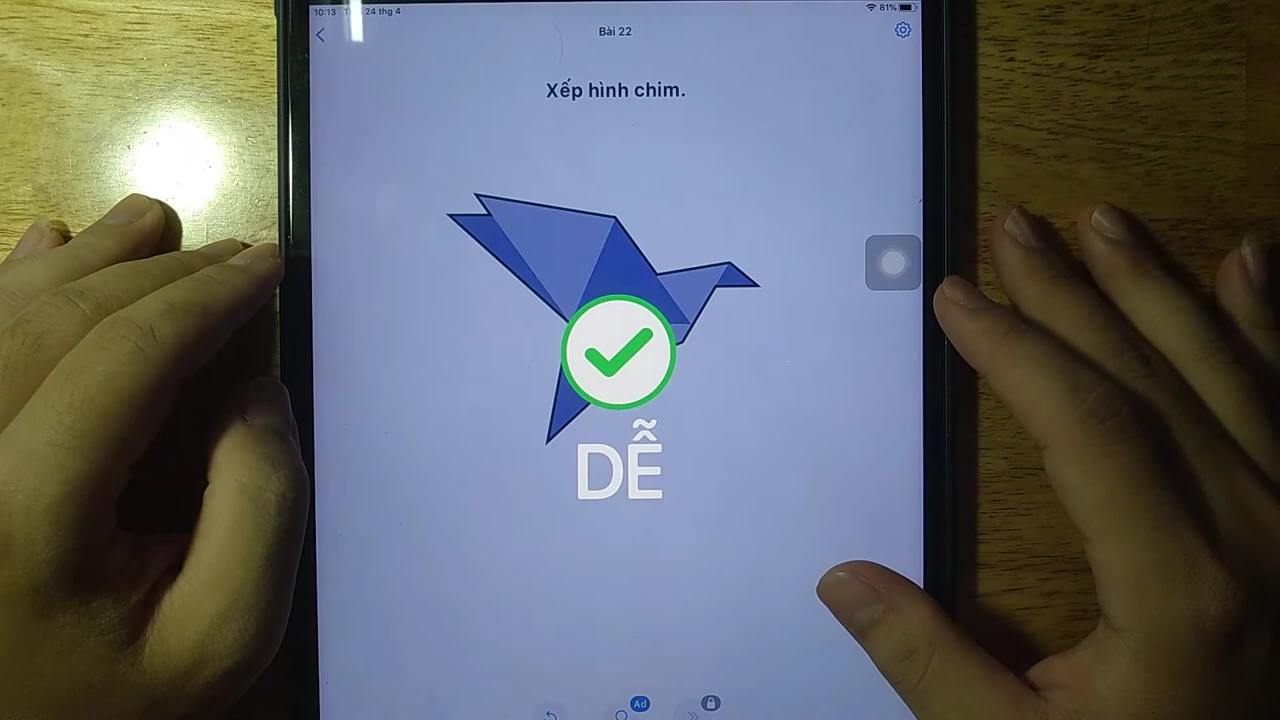 10:13 24 thg 4
81%
Bài 22
Xếp hình chim.
DỄ
Ad